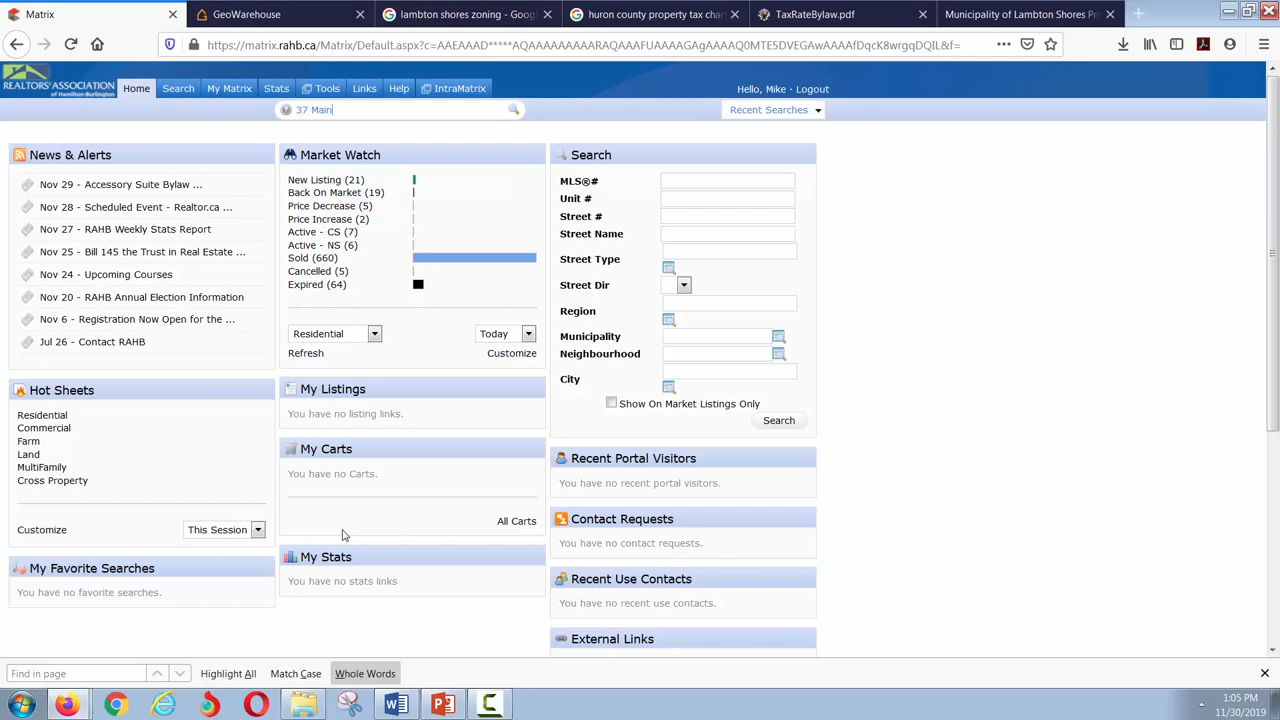 Matrix
GeoWarehouse
lambton shores zoning - Goog
huron county property tax char
TaxRateBylaw.pdf
Municipality of Lambton Shores Pro
REALTORS' ASSOCIATION
of Hamilton-Burlington
Home
Search
My Matrix
Stats
Tools
Links
Help
IntraMatrix
Hello, Mike · Logout
37 Main
Recent Searches
News & Alerts
Nov 29 - Accessory Suite Bylaw ...
Nov 28 - Scheduled Event - Realtor.ca ...
Nov 27 - RAHB Weekly Stats Report
Nov 25 - Bill 145 the Trust in Real Estate ...
Nov 24 - Upcoming Courses
Nov 20 - RAHB Annual Election Information
Nov 6 - Registration Now Open for the ...
Jul 26 - Contact RAHB
Hot Sheets
Residential
Commercial
Farm
Land
MultiFamily
Cross Property
Customize
This Session
My Favorite Searches
You have no favorite searches.
Market Watch
New Listing (21)
Back On Market (19)
Price Decrease (5)
Price Increase (2)
Active - CS (7)
Active - NS (6)
Sold (660)
Cancelled (5)
Expired (64)
Residential
Today
Refresh
Customize
My Listings
You have no listing links.
My Carts
You have no Carts.
All Carts
My Stats
You have no stats links
Search
MLS®#
Unit #
Street #
Street Name
Street Type
Street Dir
Region
Municipality
Neighbourhood
City
Show On Market Listings Only
Search
Recent Portal Visitors
You have no recent portal visitors.
Contact Requests
You have no contact requests.
Recent Use Contacts
You have no recent use contacts.
External Links
Find in page
Highlight All
Match Case
Whole Words
1:05 PM
11/30/2019